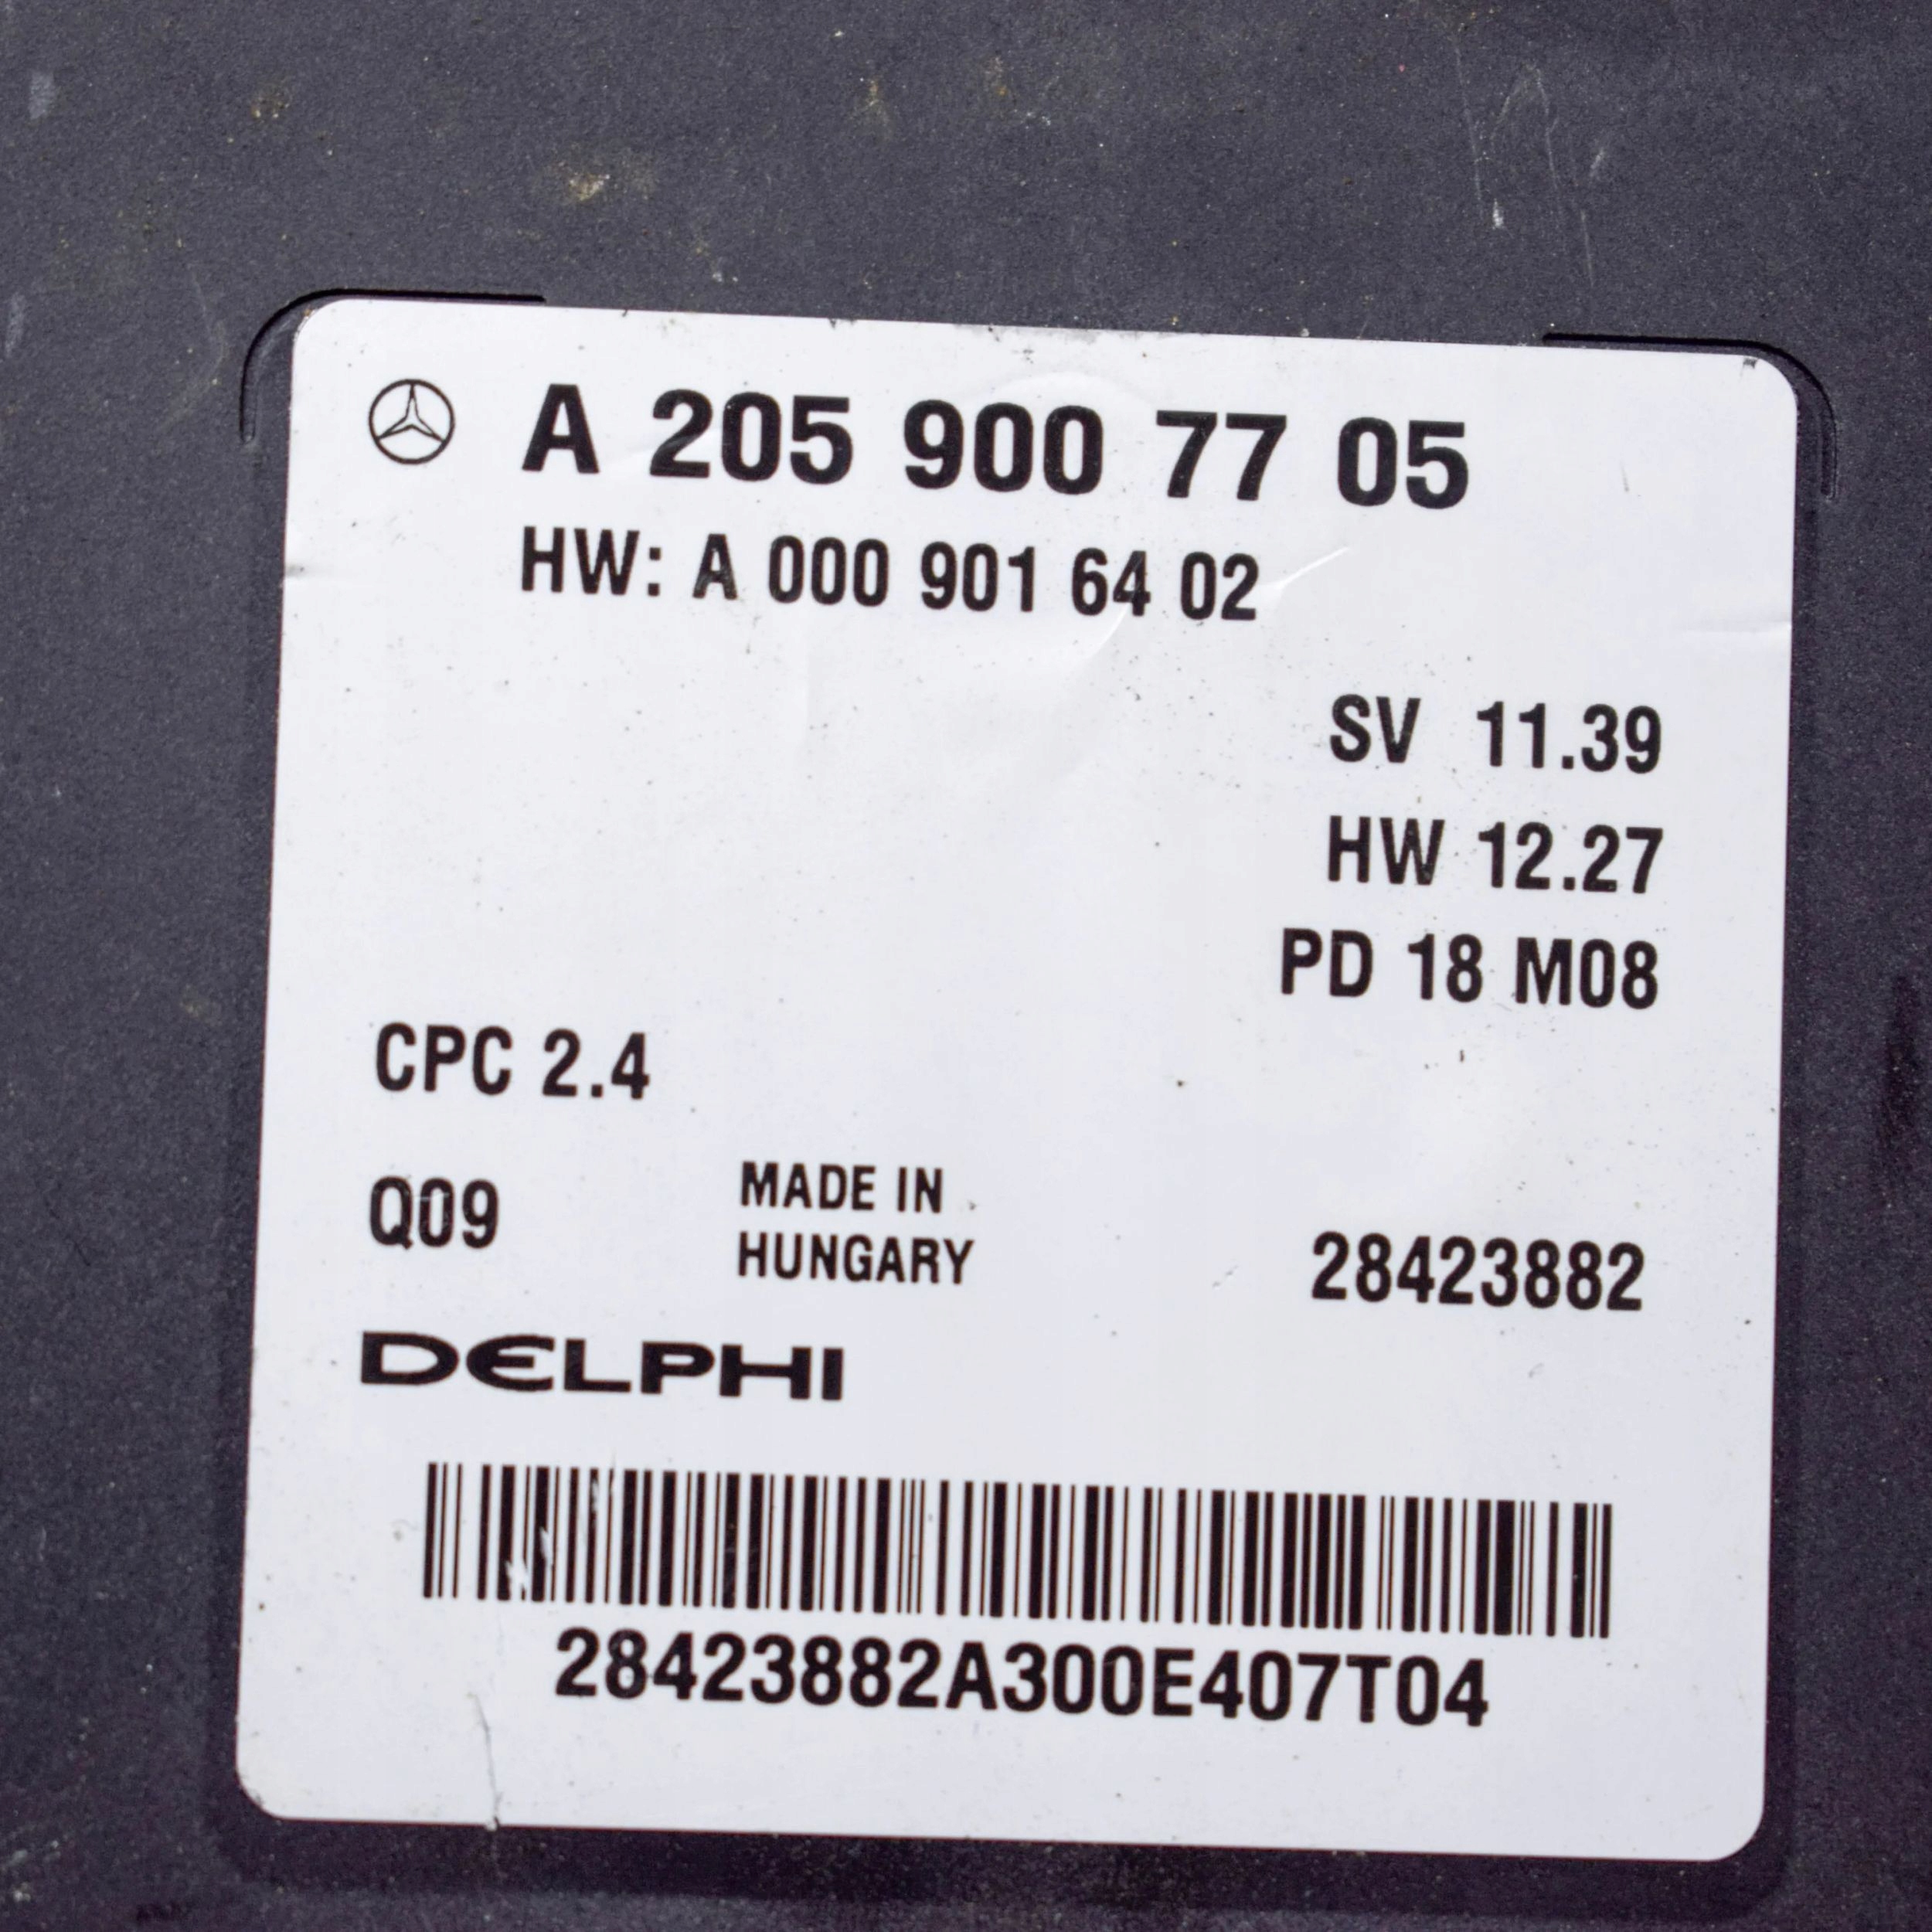 A 205 900 77 05
HW: A 000 901 64 02
SV 11.39
HW 12.27
PD 18 M08
CPC 2.4
Q09
MADE IN
HUNGARY
28423882
DELPHI
28423882A300E407T04